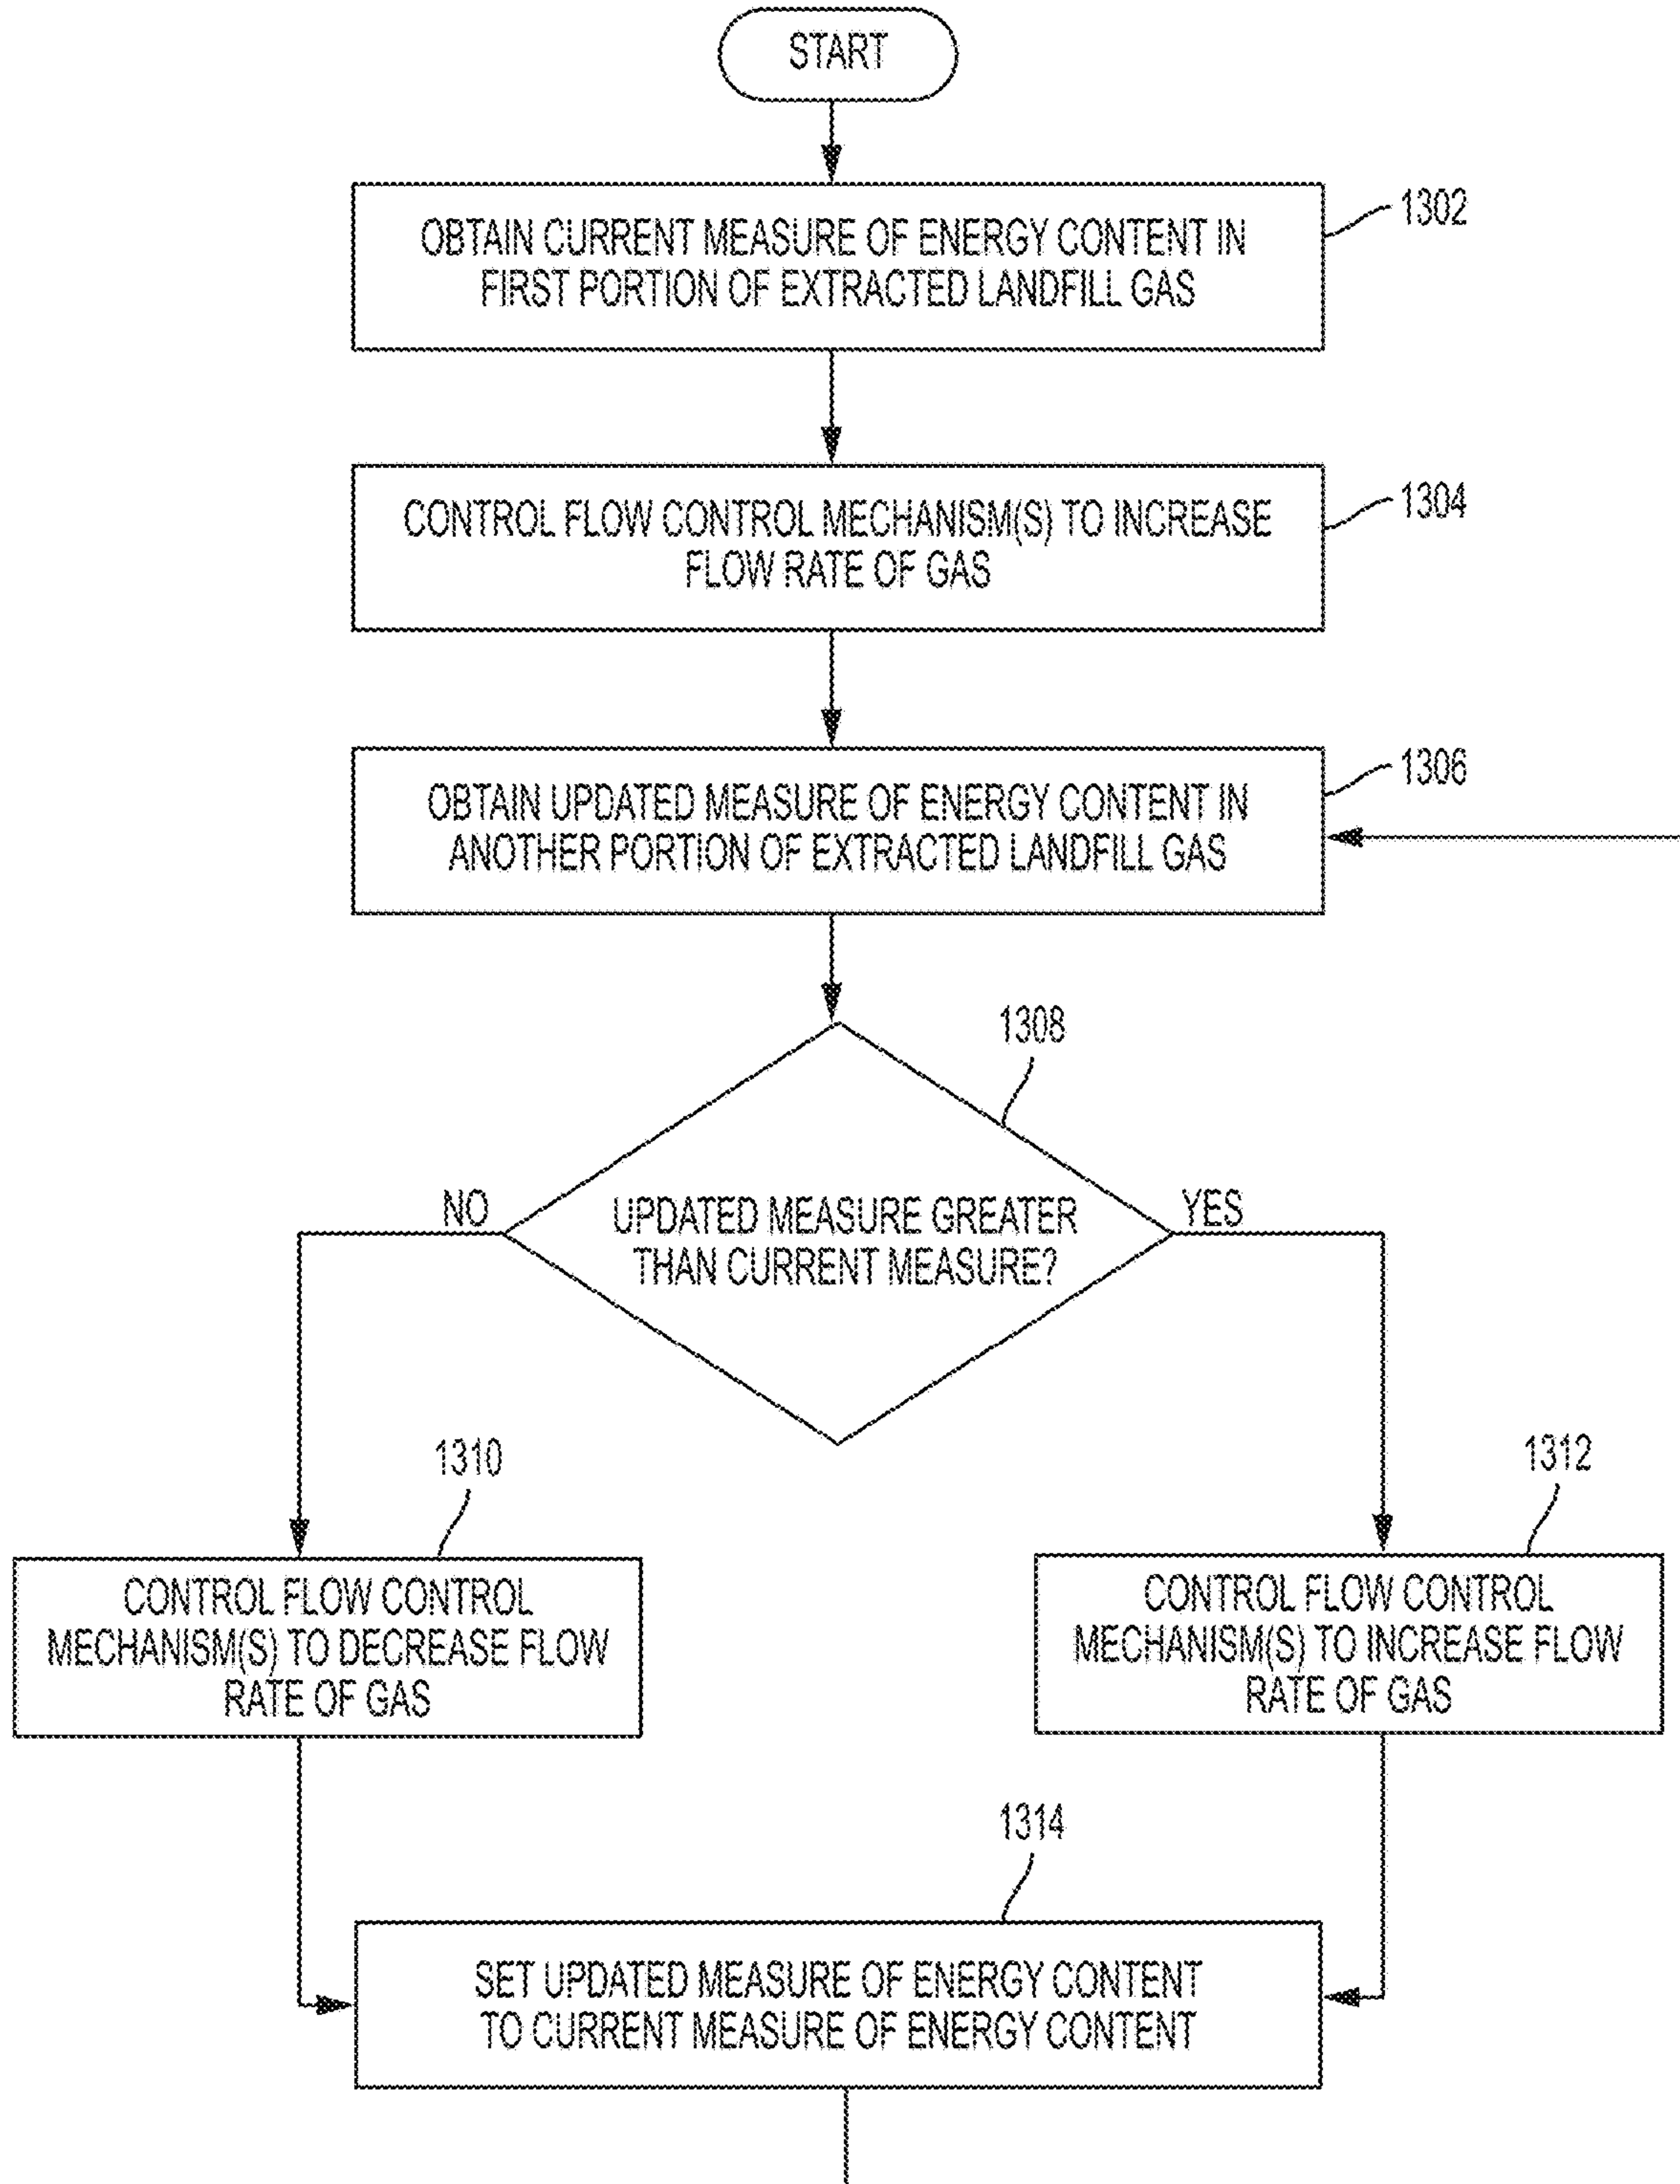 START
1302
OBTAIN CURRENT MEASURE OF ENERGY CONTENT IN
FIRST PORTION OF EXTRACTED LANDFILL GAS
1304
CONTROL FLOW CONTROL MECHANISM(S) TO INCREASE
FLOW RATE OF GAS
1306
OBTAIN UPDATED MEASURE OF ENERGY CONTENT IN
ANOTHER PORTION OF EXTRACTED LANDFILL GAS
1308
NO
YES
UPDATED MEASURE GREATER
THAN CURRENT MEASURE?
1310
1312
CONTROL FLOW CONTROL
MECHANISM(S) TO DECREASE FLOW
RATE OF GAS
CONTROL FLOW CONTROL
MECHANISM(S) TO INCREASE FLOW
RATE OF GAS
1314
SET UPDATED MEASURE OF ENERGY CONTENT
TO CURRENT MEASURE OF ENERGY CONTENT